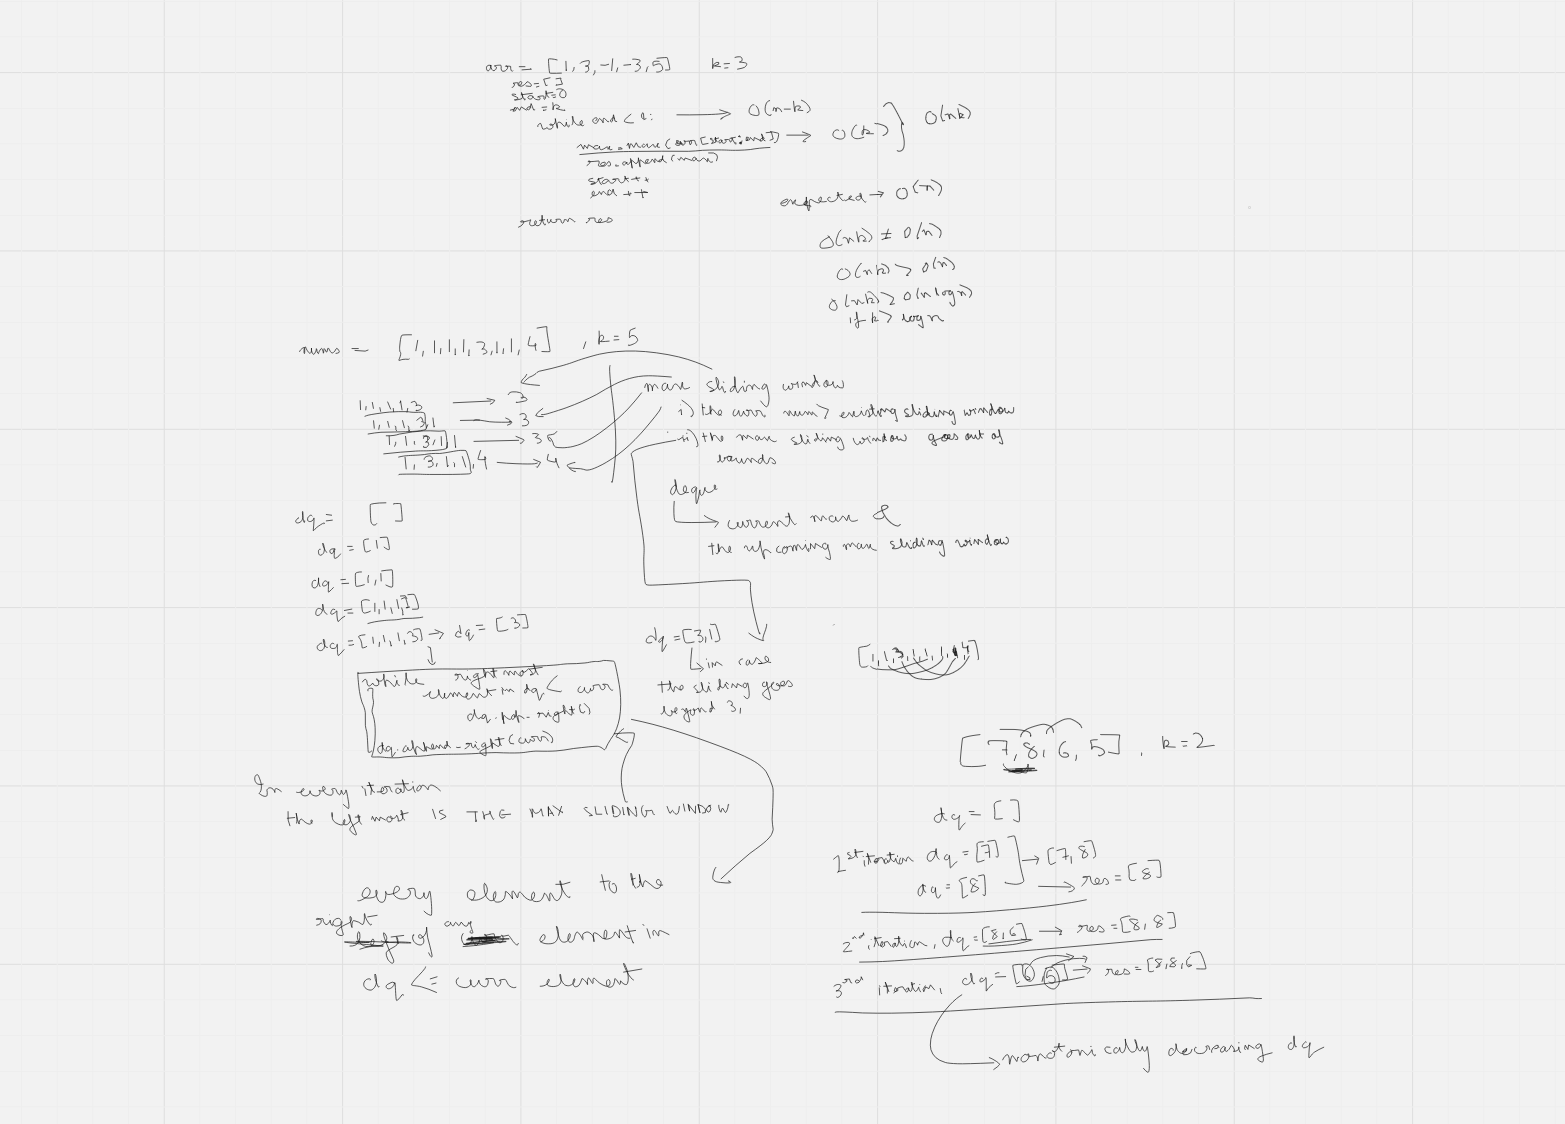 arr = [1, 3, -1, -3, 5] k = 3
res = []
start = 0
end = k
while end < l: → O(n-k)
max = max(arr[start:end]) → O(k) } O(nk)
res.append(max)
start++
end ++
return res
expected → O(n)
O(nk) ≠ O(n)
O(nk) > O(n)
O(nk) > O(n log n)
if k > log n
nums = [1, 1, 1, 1, 3, 1, 1, 4] , k = 5
1, 1, 1, 1, 3 → 3
1, 1, 1, 3, 1 → 3
1, 1, 3, 1, 1 → 3
1, 3, 1, 1, 4 → 4
max sliding window
i) the curr num > existing sliding window
ii) the max sliding window goes out of
bounds
deque
→ current max &
the upcoming max sliding window
dq = []
dq = [1]
dq = [1, 1]
dq = [1, 1, 1, 1]
dq = [1, 1, 1, 3] → dq = [3]
while right most
element in dq < curr
dq.pop-right()
dq.append-right(curr)
dq = [3, 1]
→ in case
the sliding goes
beyond 3,
In every iteration
the left most IS THE MAX SLIDING WINDOW
every element to the
right of any element in
dq <= curr element
[1, 1, 3, 1, 1, 1, 1, 4]
[7, 8, 6, 5] , k = 2
dq = []
1st iteration dq = [7] → [7, 8]
dq = [8] → res = [8]
2nd iteration, dq = [8, 6] → res = [8, 8]
3rd iteration, dq = [6, 5] → res = [8, 8, 6]
→ monotonically decreasing dq